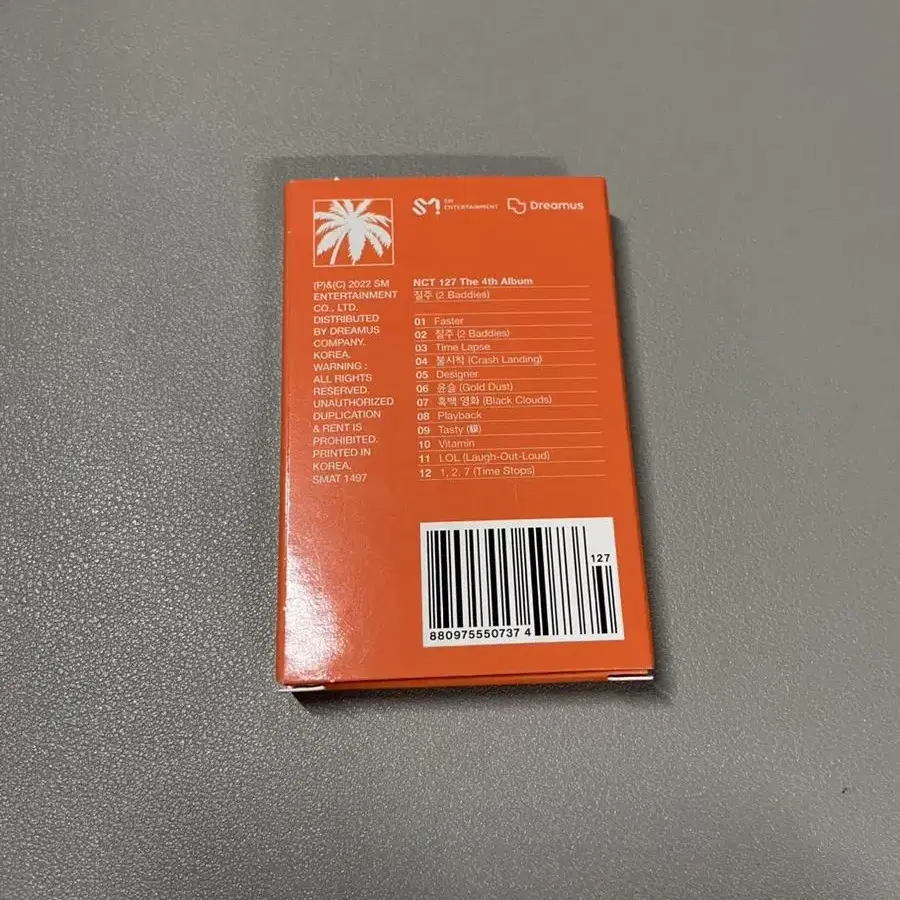 SM ENTERTAINMENT
Dreamus
(P)&(C) 2022 SM
ENTERTAINMENT
CO., LTD.
DISTRIBUTED
BY DREAMUS
COMPANY.
KOREA.
WARNING :
ALL RIGHTS
RESERVED.
UNAUTHORIZED
DUPLICATION
& RENT IS
PROHIBITED.
PRINTED IN
KOREA.
SMAT 1497
NCT 127 The 4th Album
질주 (2 Baddies)
01 Faster
02 질주 (2 Baddies)
03 Time Lapse
04 불시착 (Crash Landing)
05 Designer
06 윤슬 (Gold Dust)
07 흑백 영화 (Black Clouds)
08 Playback
09 Tasty (貘)
10 Vitamin
11 LOL (Laugh-Out-Loud)
12 1, 2, 7 (Time Stops)
127
880975550737 4